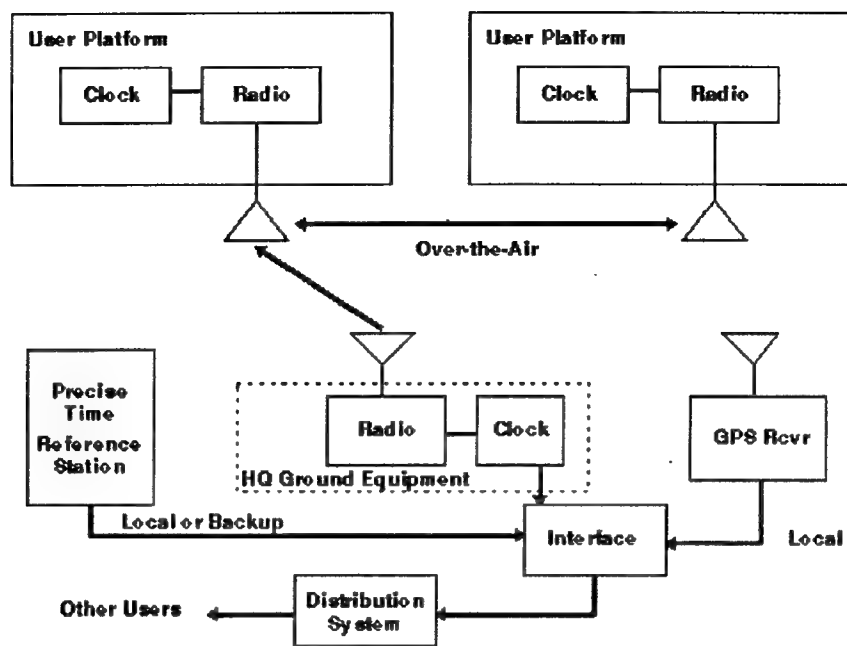 User Platform
Clock
Radio
User Platform
Clock
Radio
Over-the-Air
Precise
Time
Reference
Station
Radio
Clock
HQ Ground Equipment
GPS Rcvr
Local or Backup
Interface
Local
Other Users
Distribution
System